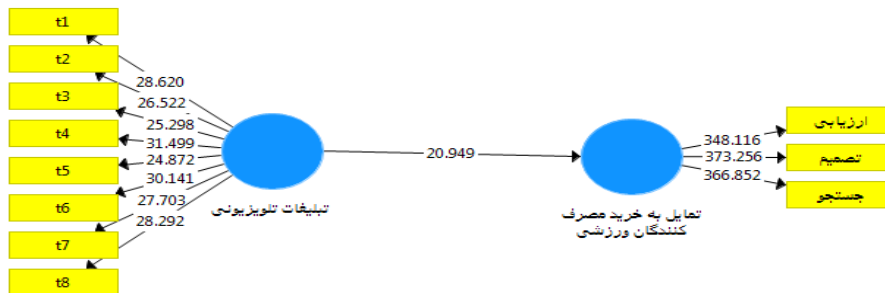 t1
t2
t3
t4
t5
t6
t7
t8
28.620
26.522
25.298
31.499
24.872
30.141
27.703
28.292
تبلیغات تلویزیونی
20.949
تمایل به خرید مصرف
کنندگان ورزشی
348.116
373.256
366.852
ارزیابی
تصمیم
جستجو